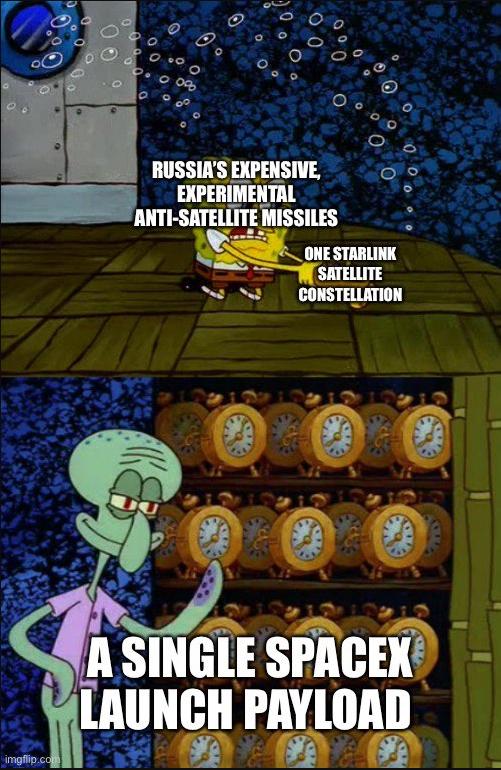 RUSSIA'S EXPENSIVE,
EXPERIMENTAL
ANTI-SATELLITE MISSILES
ONE STARLINK
SATELLITE
CONSTELLATION
A SINGLE SPACEX
LAUNCH PAYLOAD
imgflip.com